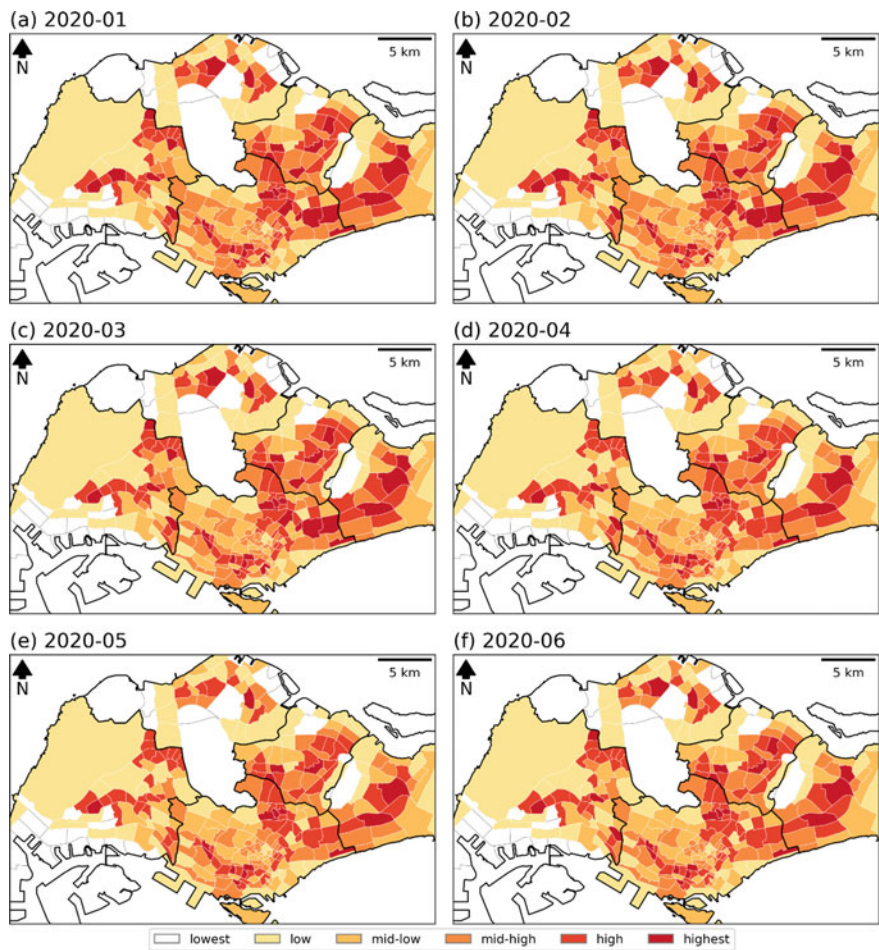 (a) 2020-01
N
5 km
(b) 2020-02
N
5 km
(c) 2020-03
N
5 km
(d) 2020-04
N
5 km
(e) 2020-05
N
5 km
(f) 2020-06
N
5 km
lowest low mid-low mid-high high highest